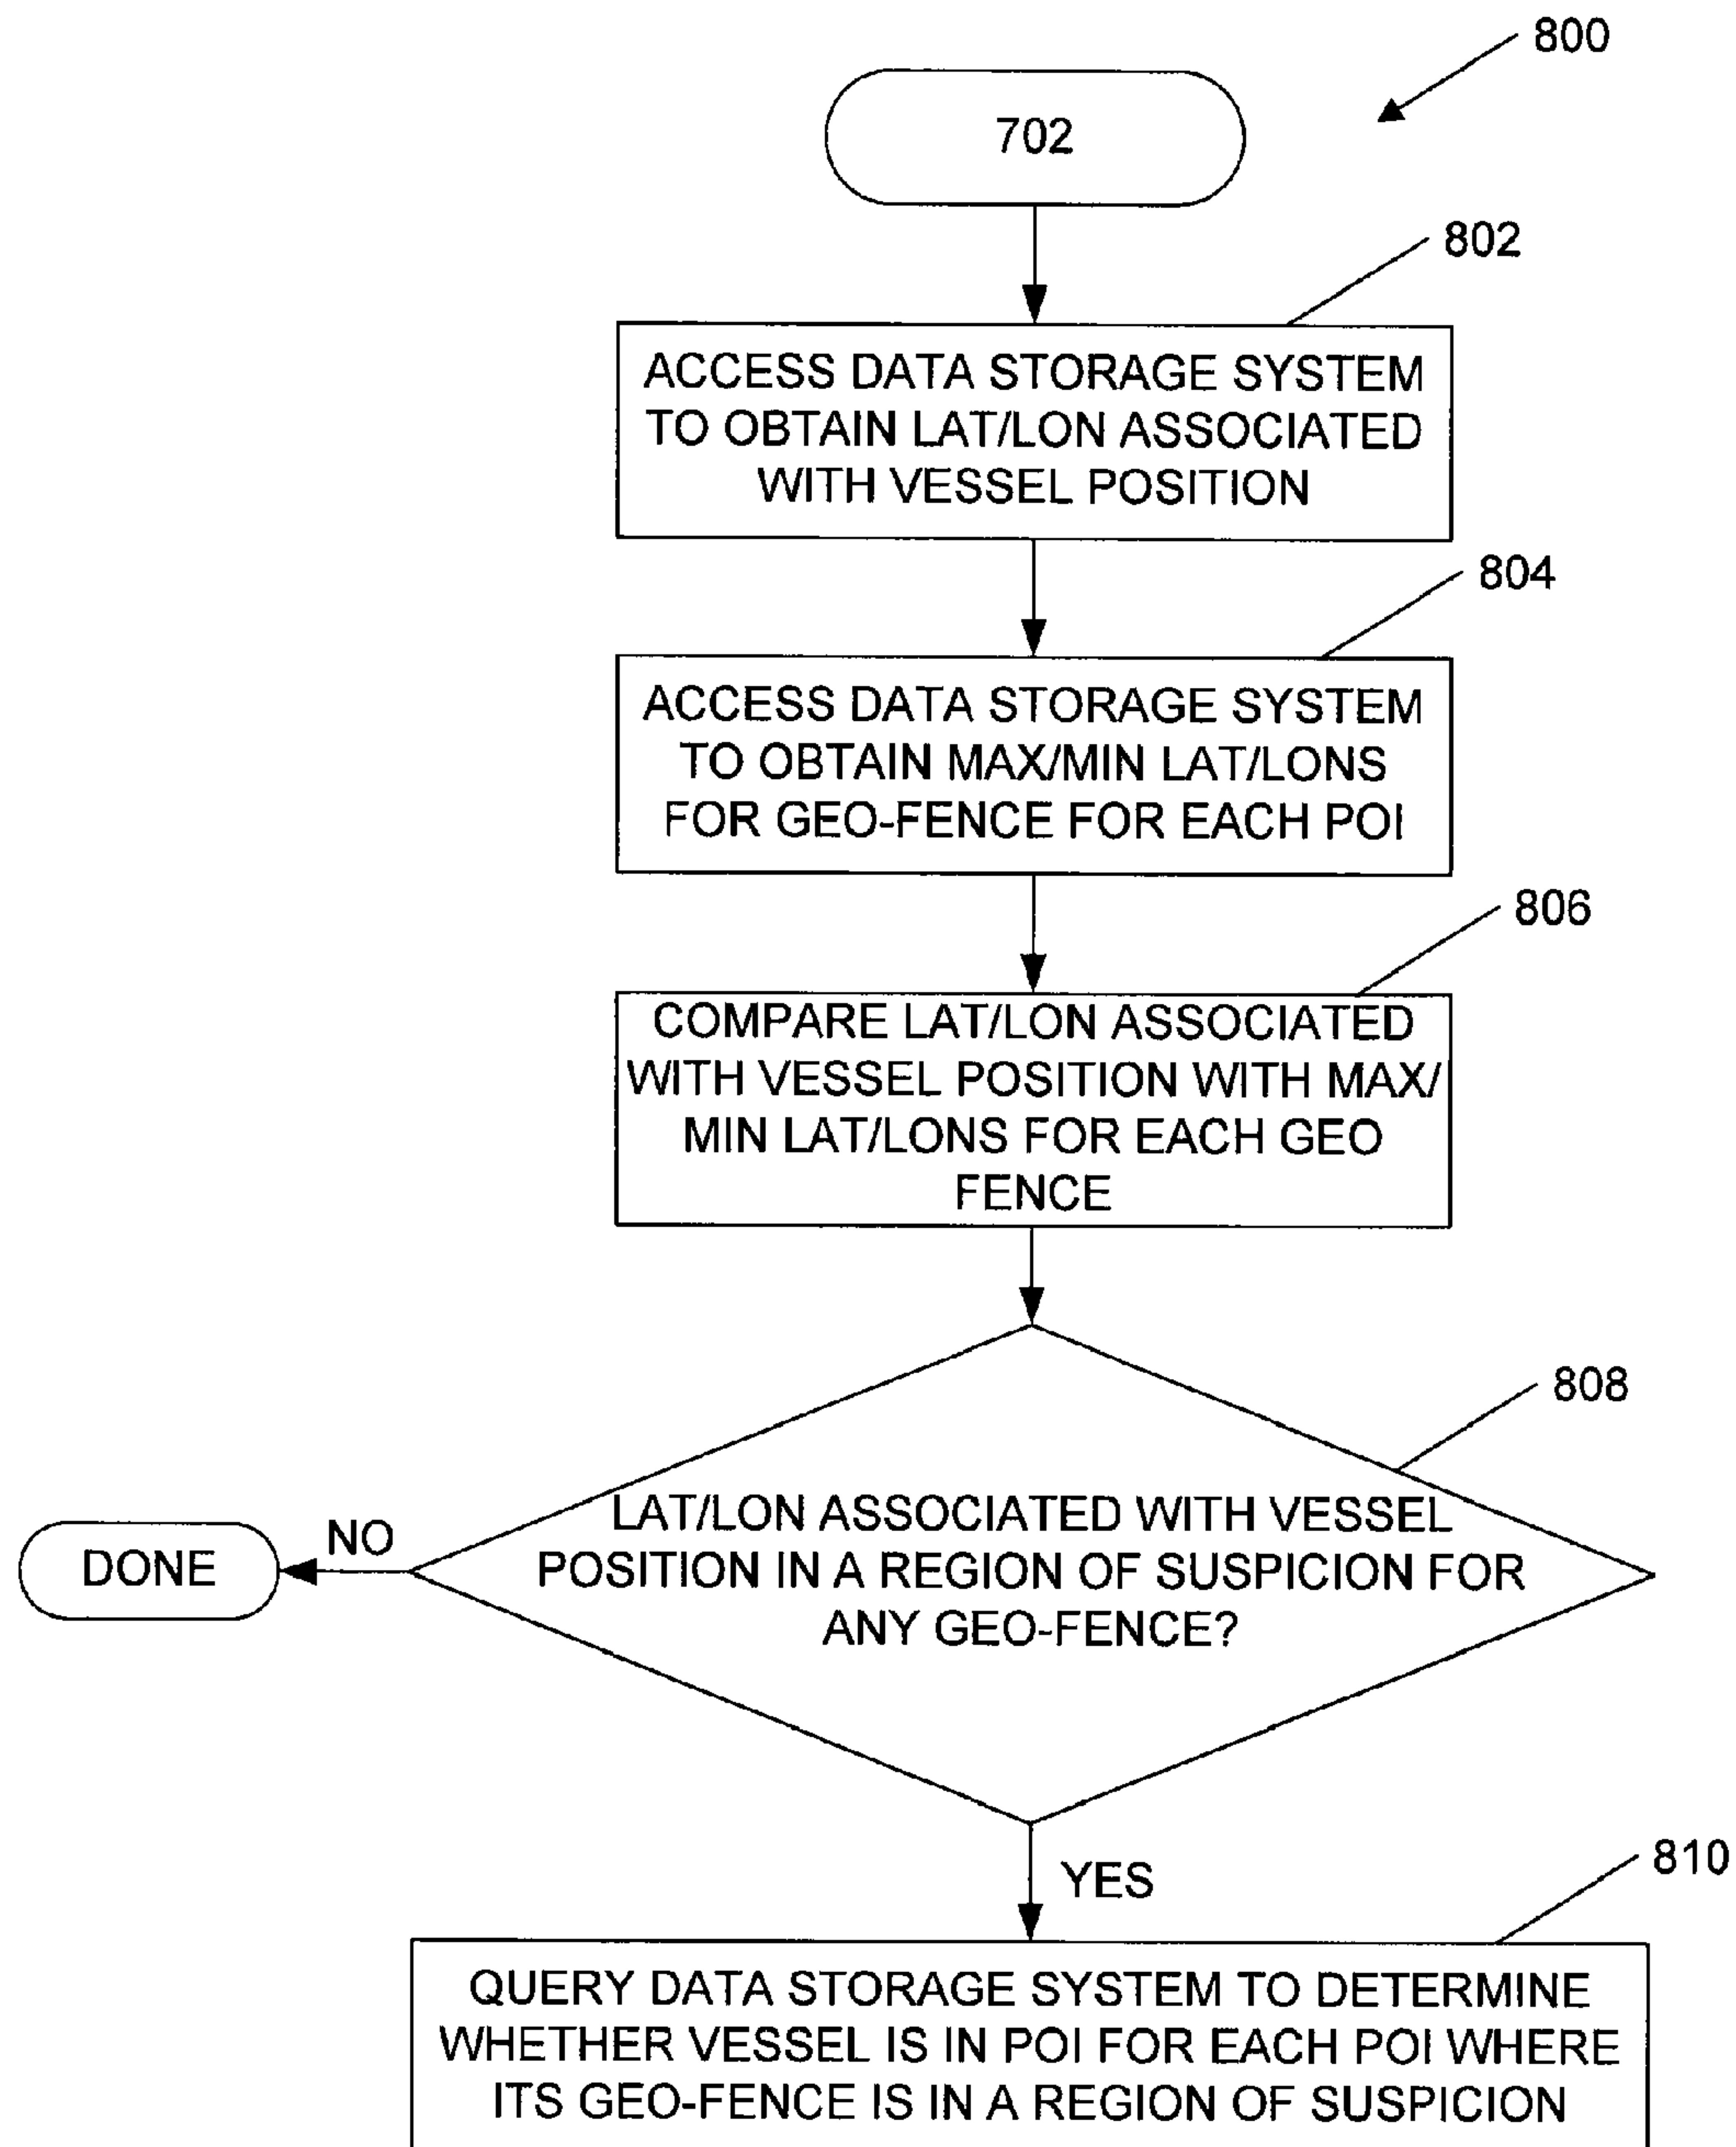 800
702
802
ACCESS DATA STORAGE SYSTEM
TO OBTAIN LAT/LON ASSOCIATED
WITH VESSEL POSITION
804
ACCESS DATA STORAGE SYSTEM
TO OBTAIN MAX/MIN LAT/LONS
FOR GEO-FENCE FOR EACH POI
806
COMPARE LAT/LON ASSOCIATED
WITH VESSEL POSITION WITH MAX/
MIN LAT/LONS FOR EACH GEO
FENCE
808
LAT/LON ASSOCIATED WITH VESSEL
POSITION IN A REGION OF SUSPICION FOR
ANY GEO-FENCE?
NO
DONE
YES
810
QUERY DATA STORAGE SYSTEM TO DETERMINE
WHETHER VESSEL IS IN POI FOR EACH POI WHERE
ITS GEO-FENCE IS IN A REGION OF SUSPICION